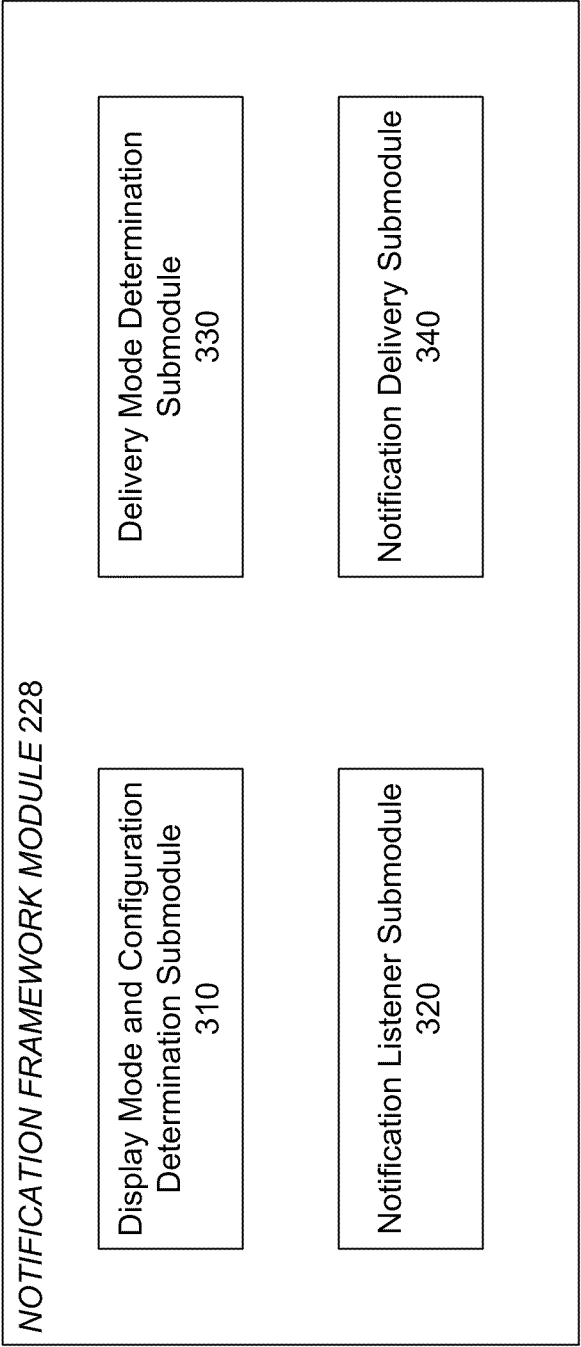 NOTIFICATION FRAMEWORK MODULE 228
Display Mode and Configuration
Determination Submodule
310
Delivery Mode Determination
Submodule
330
Notification Listener Submodule
320
Notification Delivery Submodule
340